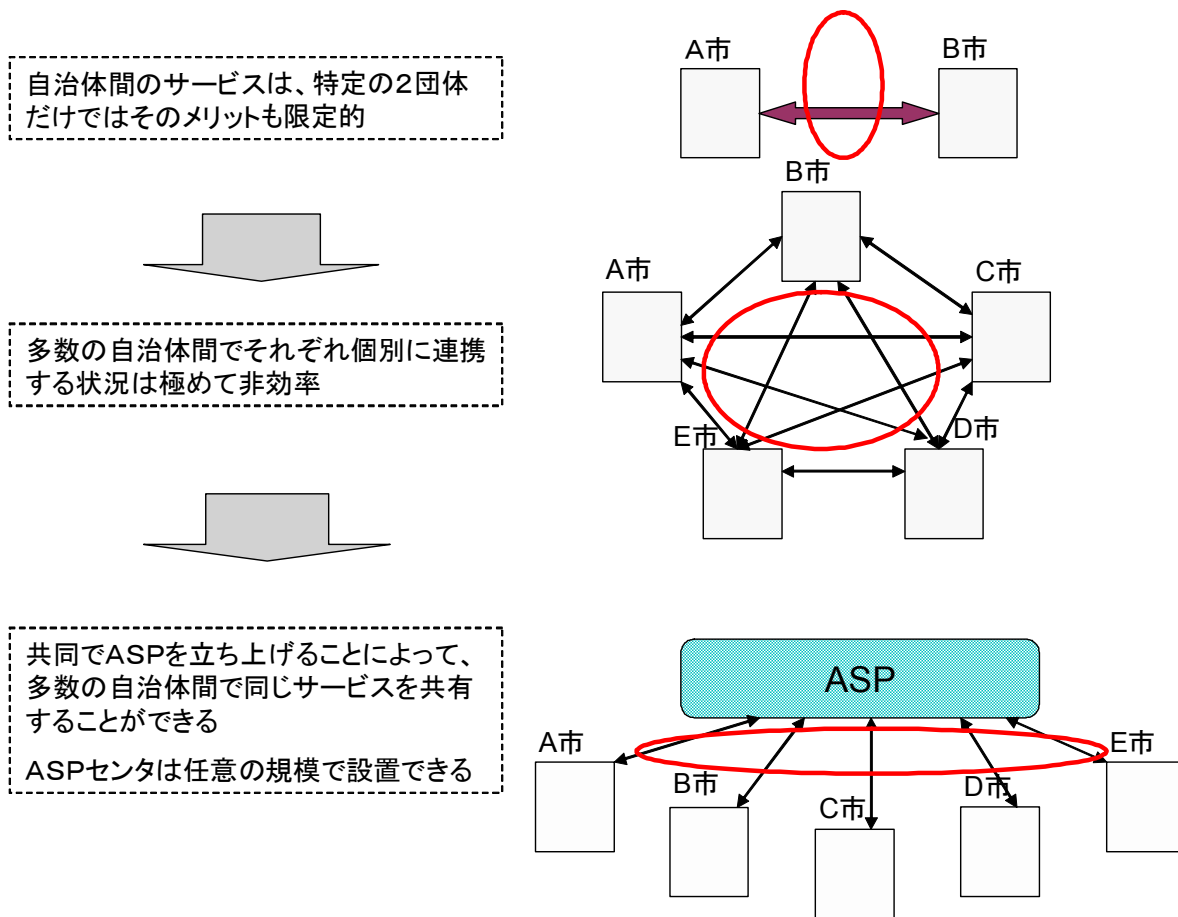 自治体間のサービスは、特定の２団体
だけではそのメリットも限定的
A市
B市
B市
A市
C市
多数の自治体間でそれぞれ個別に連携
する状況は極めて非効率
E市
D市
共同でＡＳＰを立ち上げることによって、
多数の自治体間で同じサービスを共有
することができる
ＡＳＰセンタは任意の規模で設置できる
ASP
A市
B市
C市
D市
E市